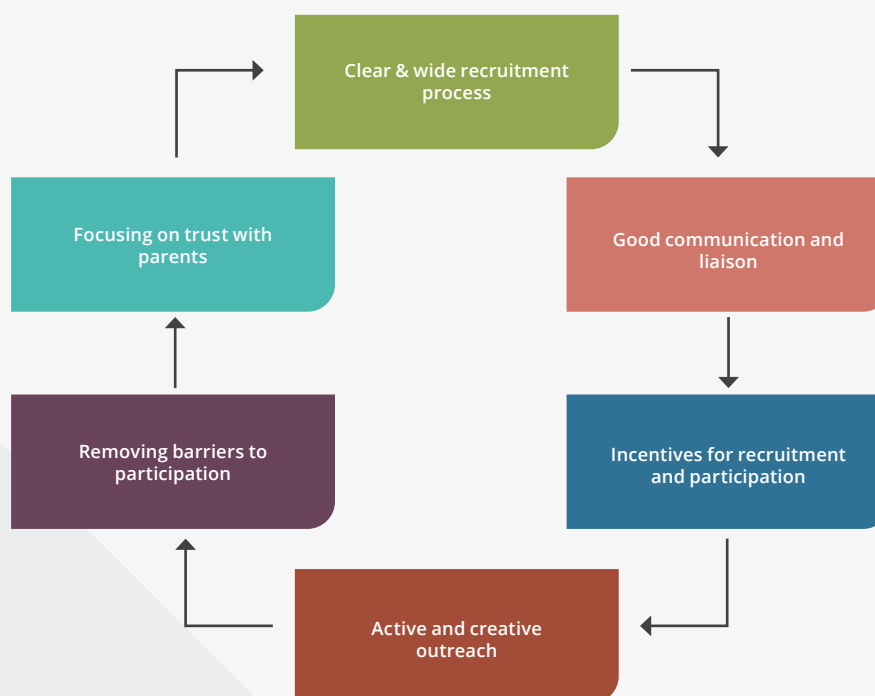 Clear & wide recruitment
process
Good communication and
liaison
Incentives for recruitment
and participation
Active and creative
outreach
Removing barriers to
participation
Focusing on trust with
parents